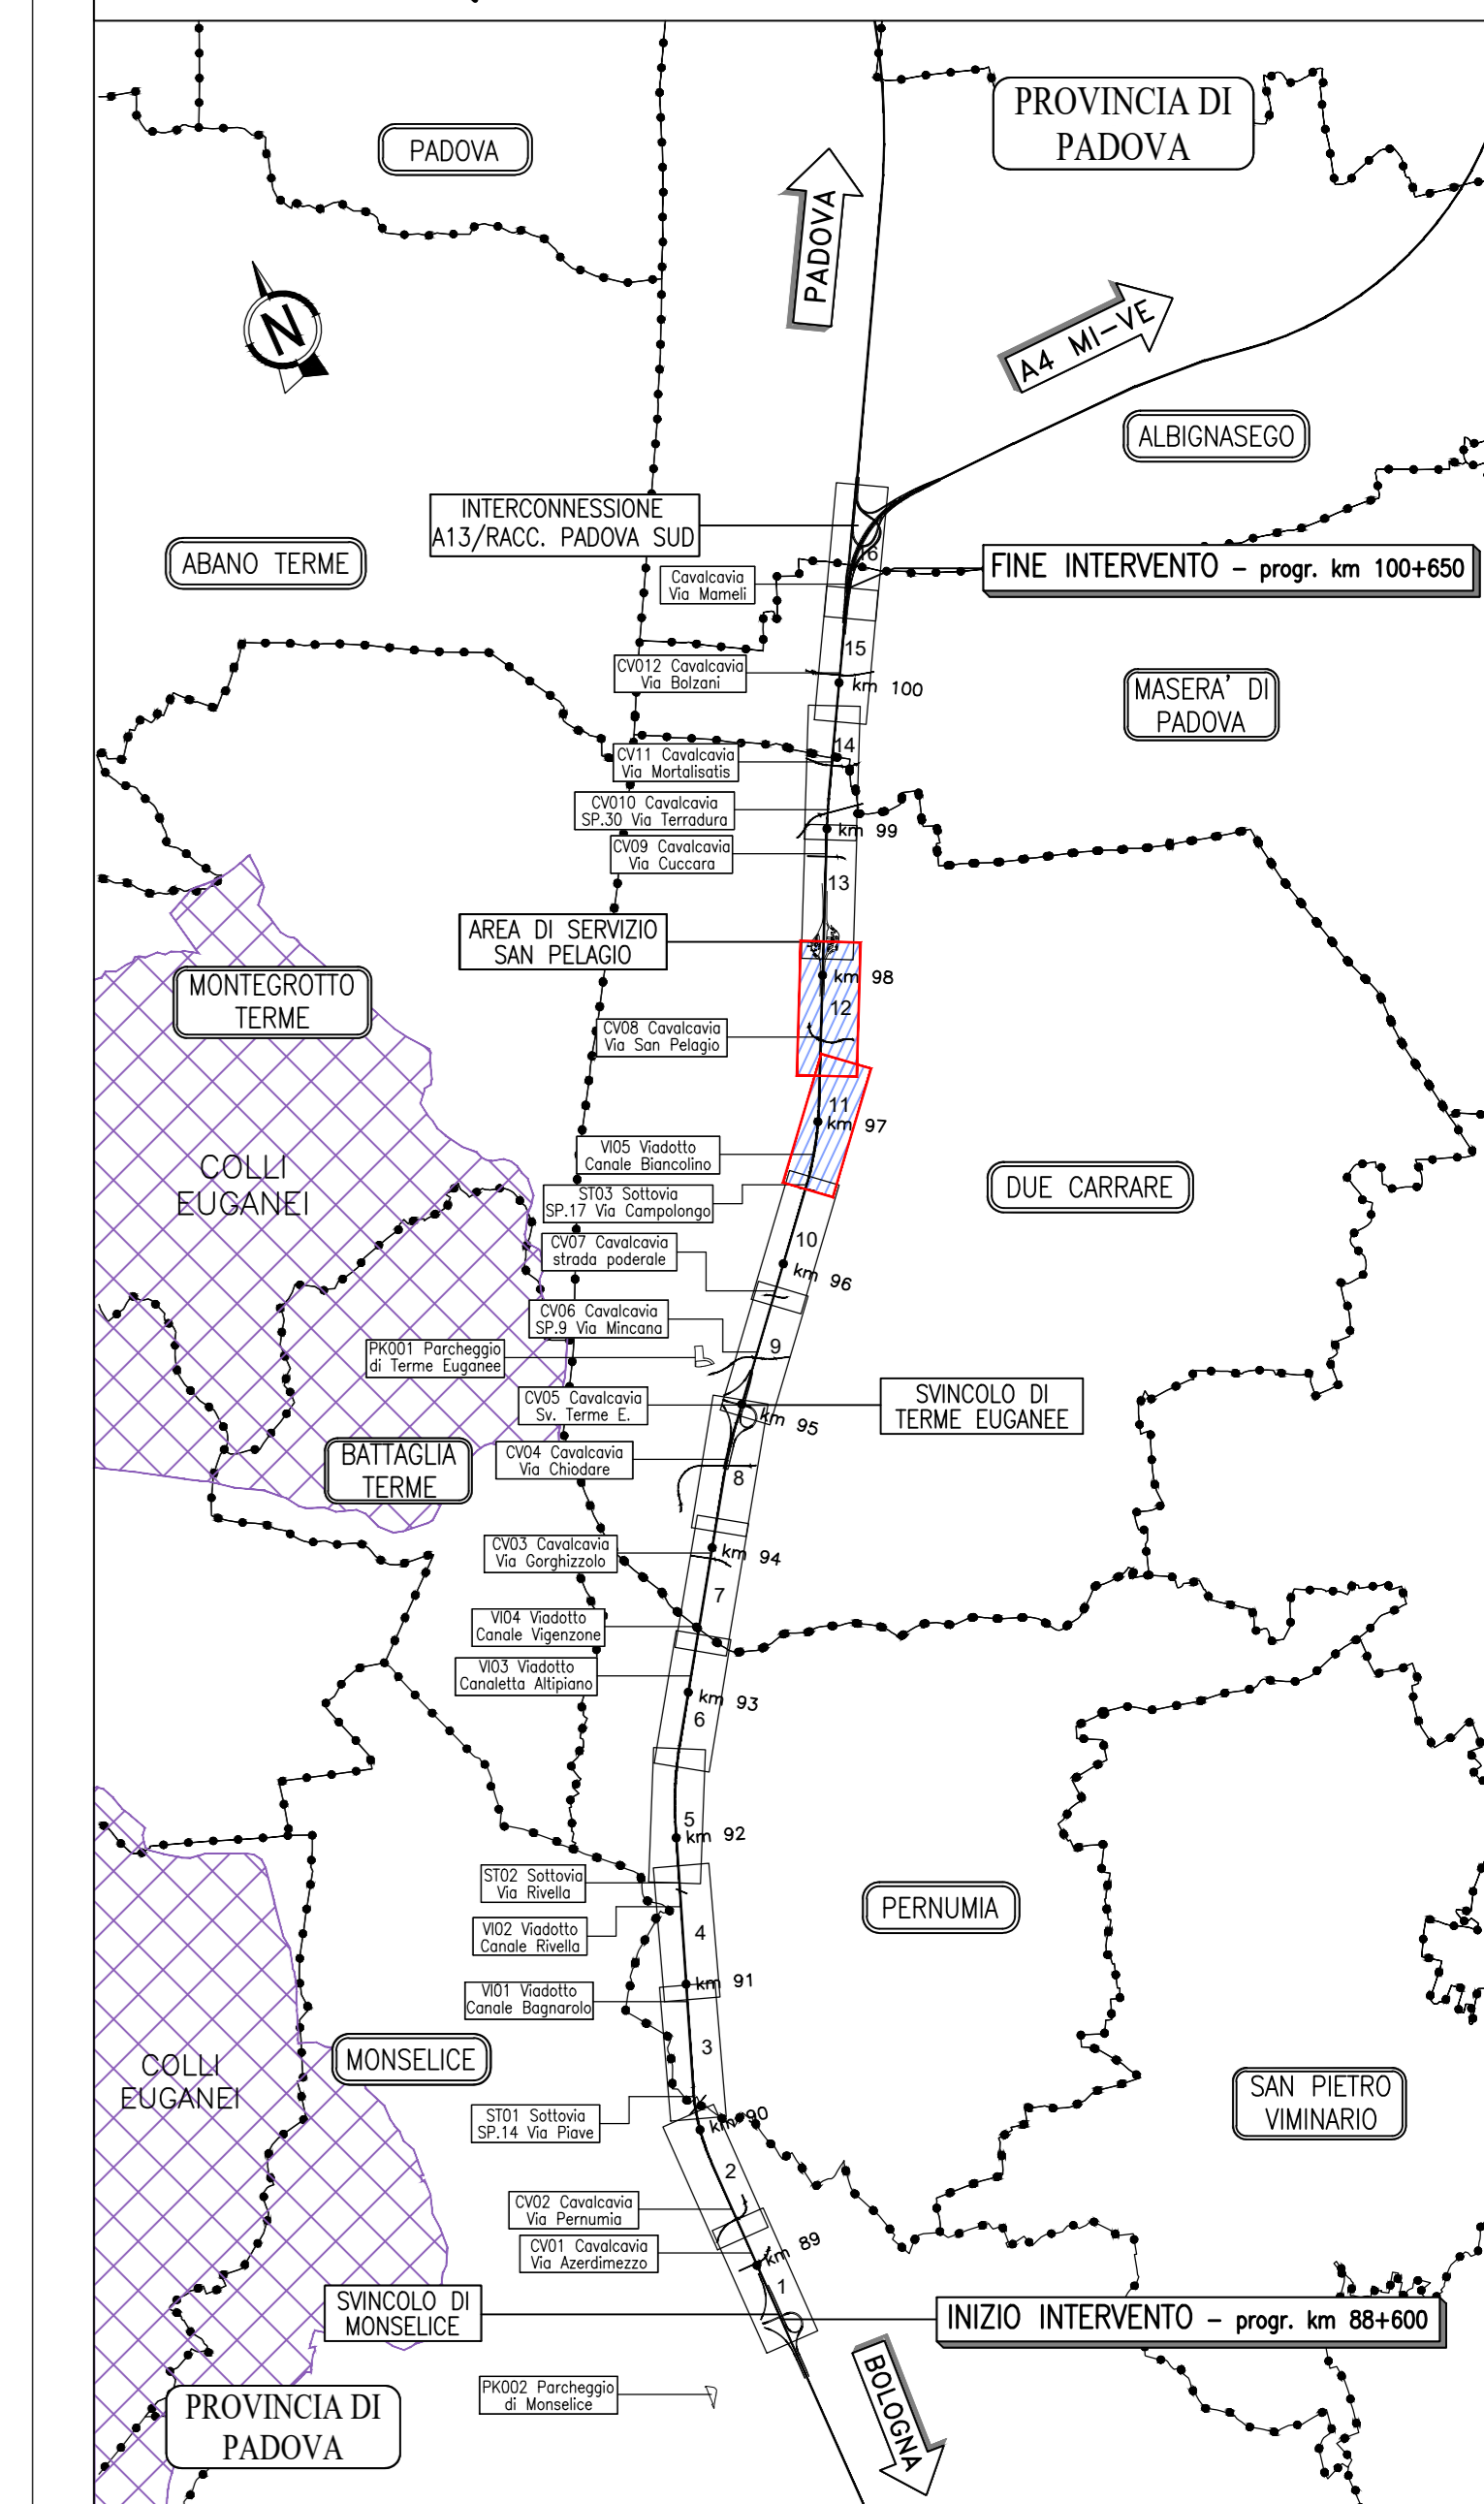 PROVINCIA DI
PADOVA
PADOVA
PADOVA
N
A4 MI-VE
ALBIGNASEGO
INTERCONNESSIONE
A13/RACC. PADOVA SUD
ABANO TERME
16
FINE INTERVENTO - progr. km 100+650
Cavalcavia
Via Mameli
15
CV012 Cavalcavia
Via Bolzani
km 100
MASERA' DI
PADOVA
14
CV11 Cavalcavia
Via Mortalisatis
CV010 Cavalcavia
SP.30 Via Terradura
km 99
CV09 Cavalcavia
Via Cuccara
13
AREA DI SERVIZIO
SAN PELAGIO
km 98
MONTEGROTTO
TERME
12
CV08 Cavalcavia
Via San Pelagio
11
km 97
VI05 Viadotto
Canale Biancolino
COLLI
EUGANEI
DUE CARRARE
ST03 Sottovia
SP.17 Via Campolongo
10
CV07 Cavalcavia
strada poderale
km 96
CV06 Cavalcavia
SP.9 Via Mincana
9
PK001 Parcheggio
di Terme Euganee
CV05 Cavalcavia
Sv. Terme E.
km 95
SVINCOLO DI
TERME EUGANEE
BATTAGLIA
TERME
CV04 Cavalcavia
Via Chiodare
8
CV03 Cavalcavia
Via Gorghizzolo
km 94
7
VI04 Viadotto
Canale Vigenzone
VI03 Viadotto
Canaletta Altipiano
km 93
6
5
km 92
ST02 Sottovia
Via Rivella
PERNUMIA
VI02 Viadotto
Canale Rivella
4
km 91
VI01 Viadotto
Canale Bagnarolo
3
MONSELICE
COLLI
EUGANEI
SAN PIETRO
VIMINARIO
ST01 Sottovia
SP.14 Via Piave
km 90
2
CV02 Cavalcavia
Via Pernumia
CV01 Cavalcavia
Via Azerdimezzo
km 89
1
SVINCOLO DI
MONSELICE
INIZIO INTERVENTO - progr. km 88+600
PK002 Parcheggio
di Monselice
BOLOGNA
PROVINCIA DI
PADOVA